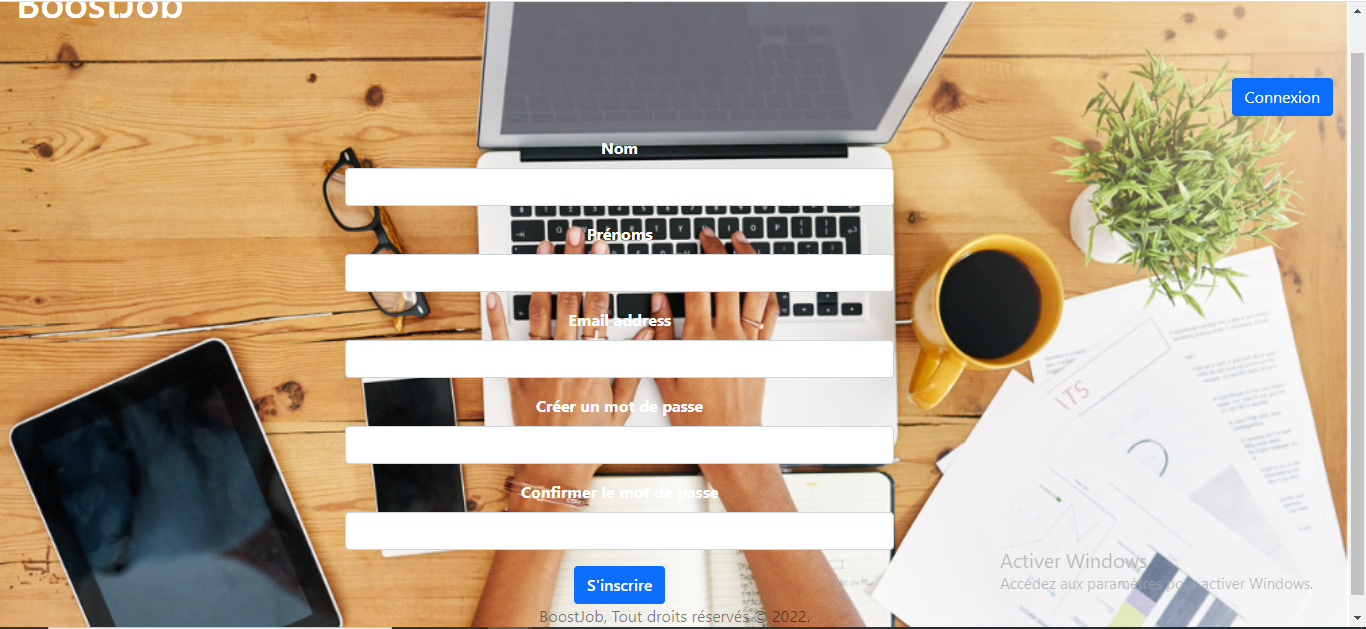 BoostJob
Connexion
Nom
Prénoms
Email address
Créer un mot de passe
Confirmer le mot de passe
Activer Windows
Accédez aux paramètres pour activer Windows.
S'inscrire
BoostJob, Tout droits réservés © 2022.